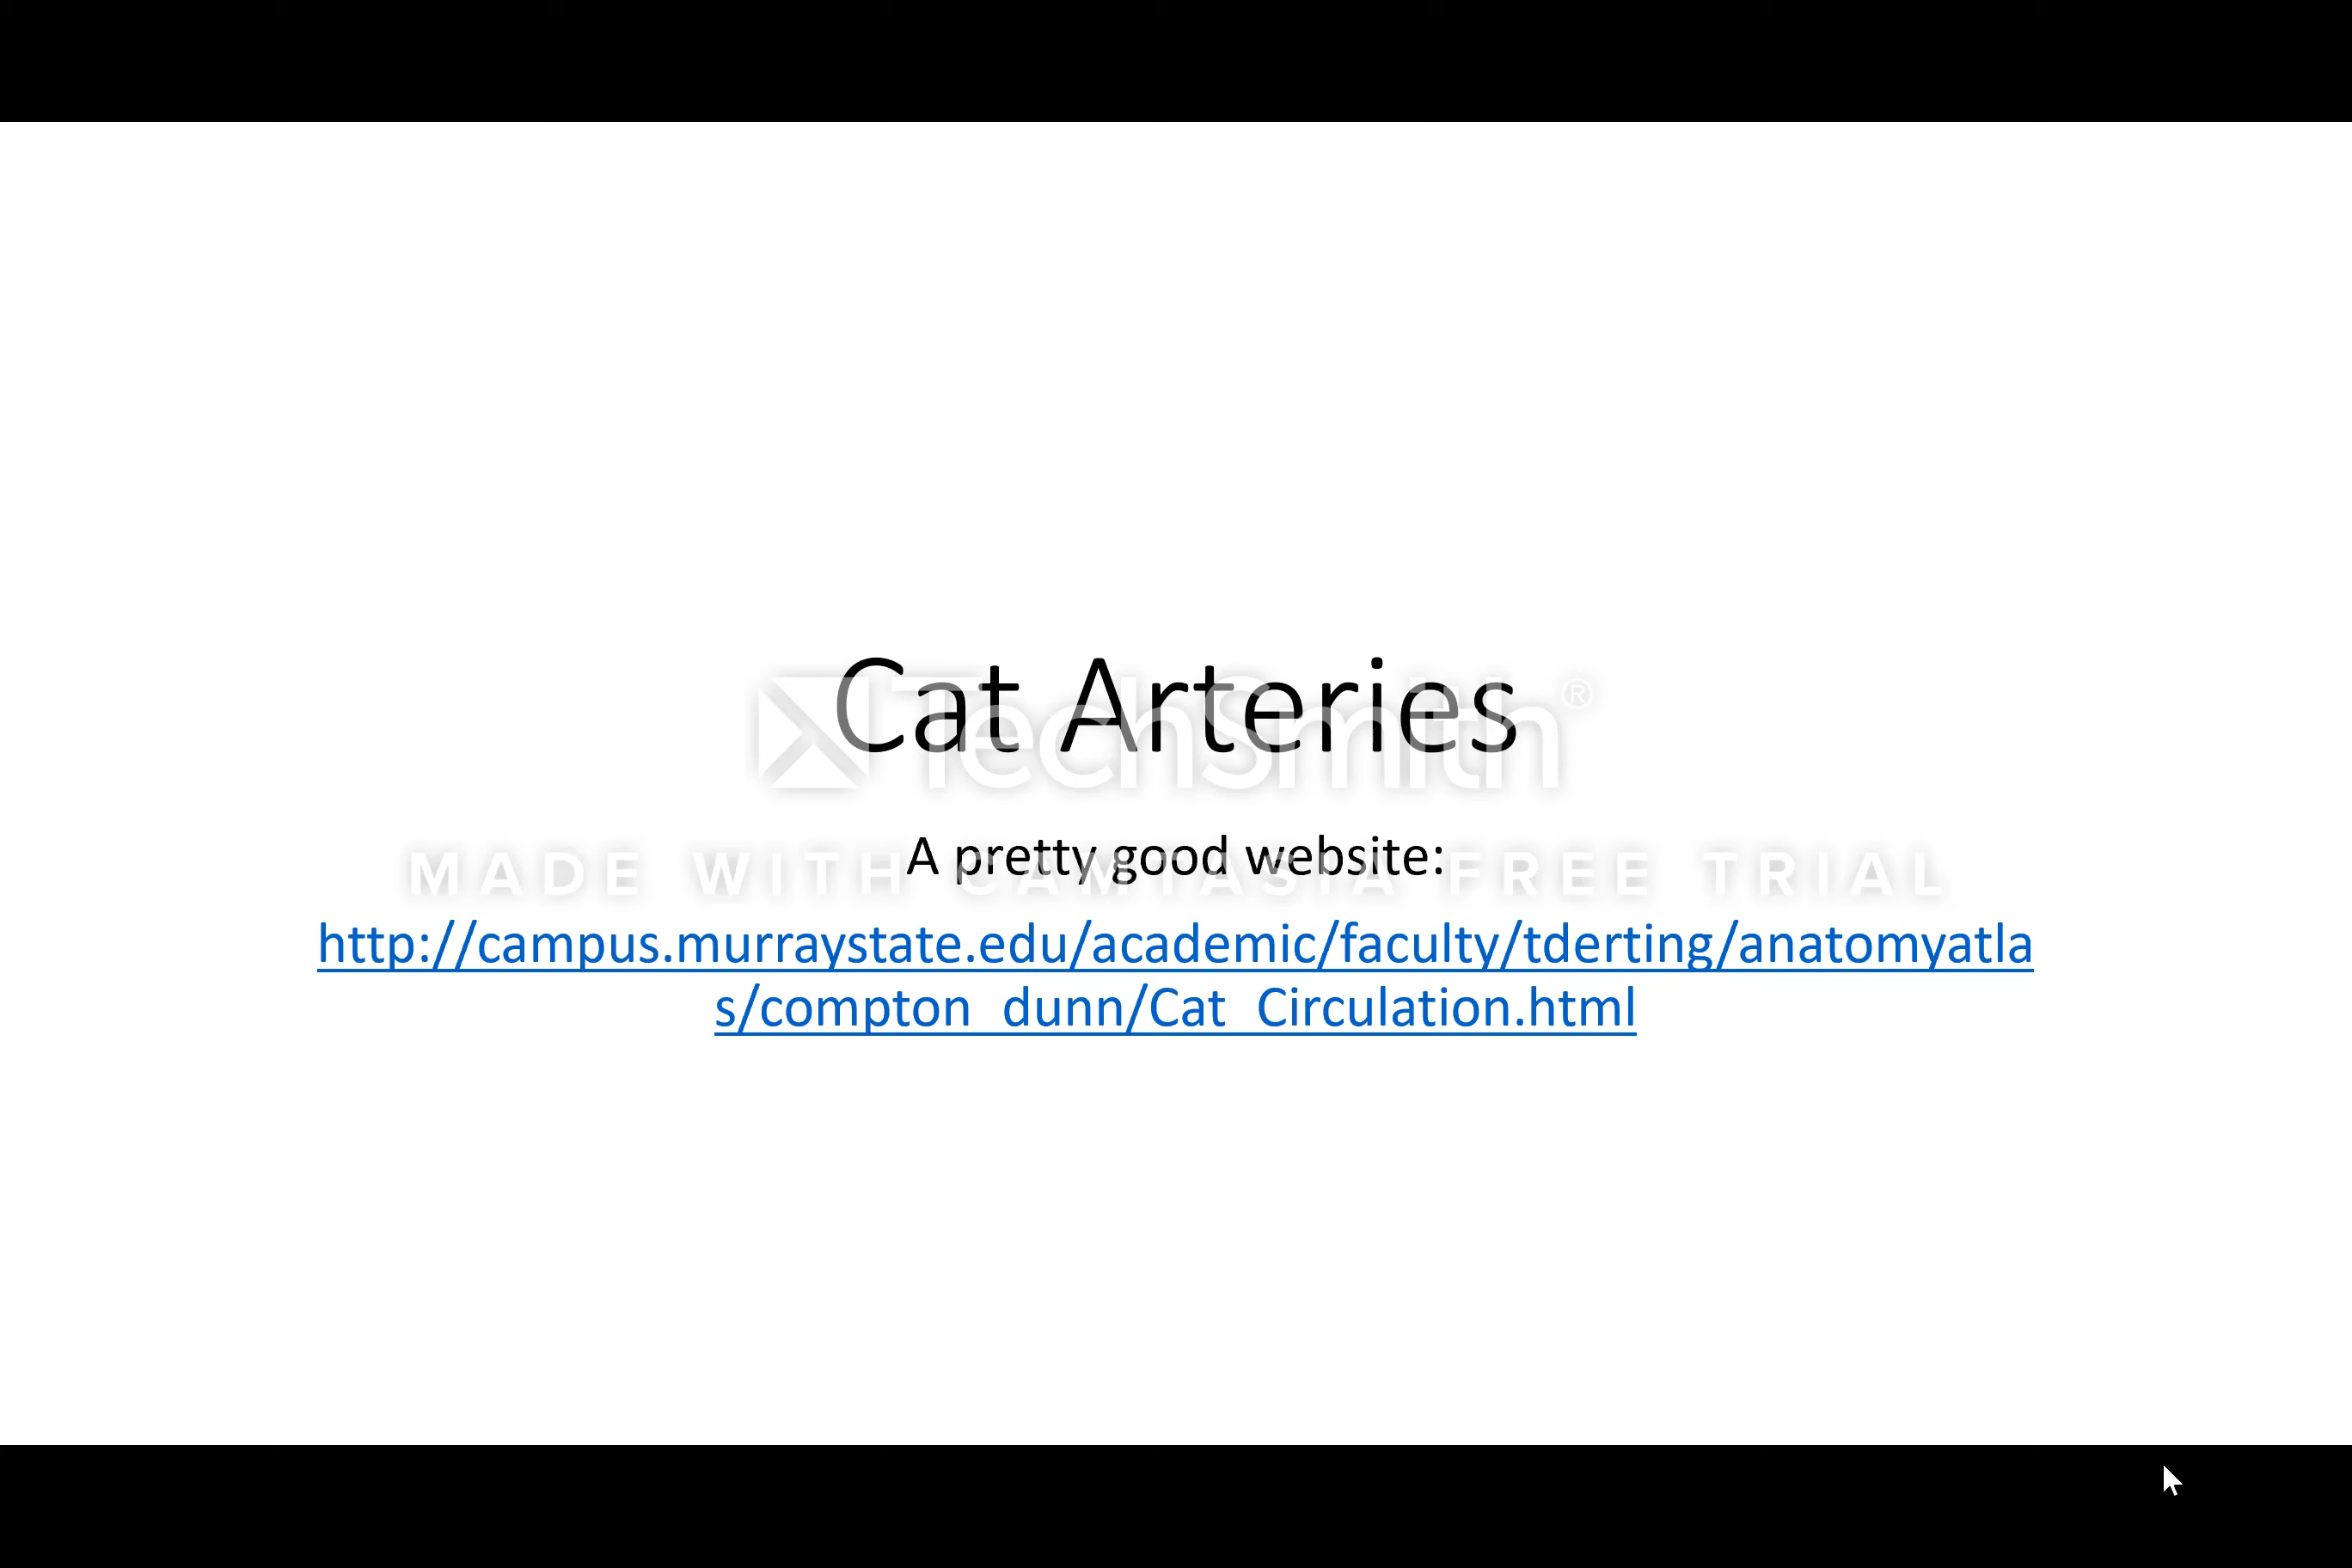 Cat Arteries
TechSmith®
A pretty good website:
MADE WITH CAMTASIA FREE TRIAL
http://campus.murraystate.edu/academic/faculty/tderting/anatomyatla
s/compton_dunn/Cat_Circulation.html